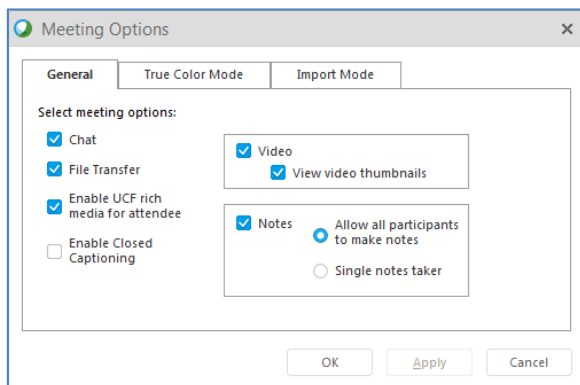 Meeting Options
General
True Color Mode
Import Mode
Select meeting options:
Chat
File Transfer
Enable UCF rich
media for attendee
Enable Closed
Captioning
Video
View video thumbnails
Notes
Allow all participants
to make notes
Single notes taker
OK
Apply
Cancel